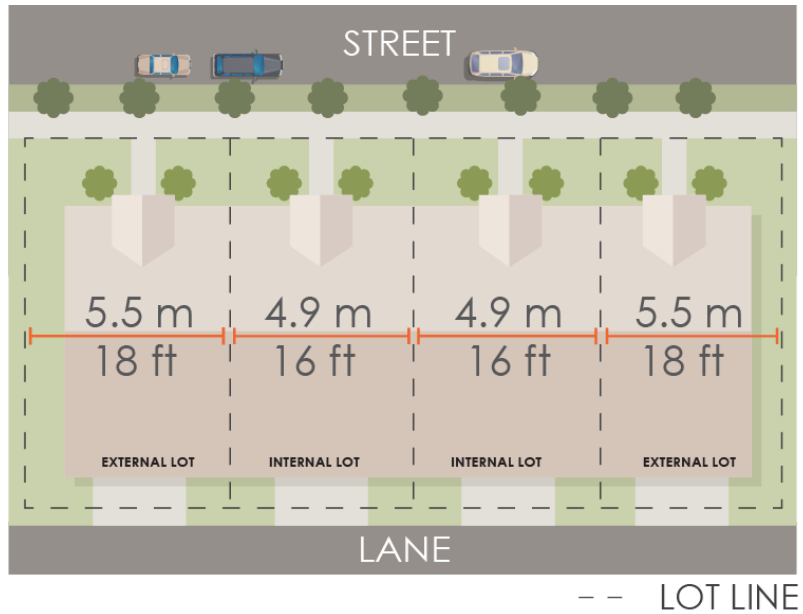 STREET
5.5 m
4.9 m
4.9 m
5.5 m
18 ft
16 ft
16 ft
18 ft
EXTERNAL LOT
INTERNAL LOT
INTERNAL LOT
EXTERNAL LOT
LANE
LOT LINE